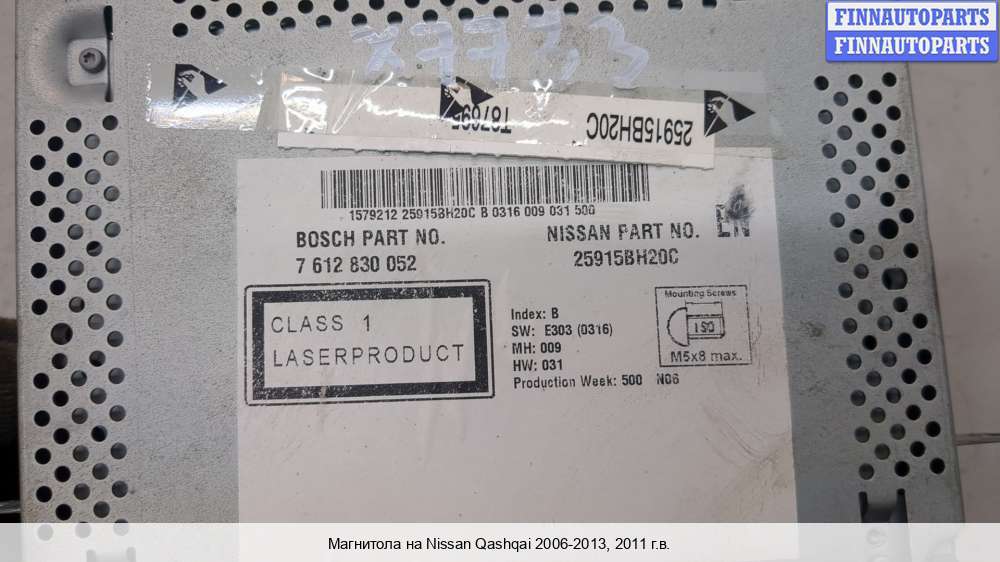 FINNAUTOPARTS
FINNAUTOPARTS
25915BH20C
1579212 25915BH20C B 0316 009 031 500
BOSCH PART NO.
7 612 830 052
NISSAN PART NO.
25915BH20C
CLASS 1
LASERPRODUCT
Index: B
SW: E303 (0316)
MH: 009
HW: 031
Production Week: 500 N06
Mounting Screws
ISO
M5x8 max.
Магнитола на Nissan Qashqai 2006-2013, 2011 г.в.